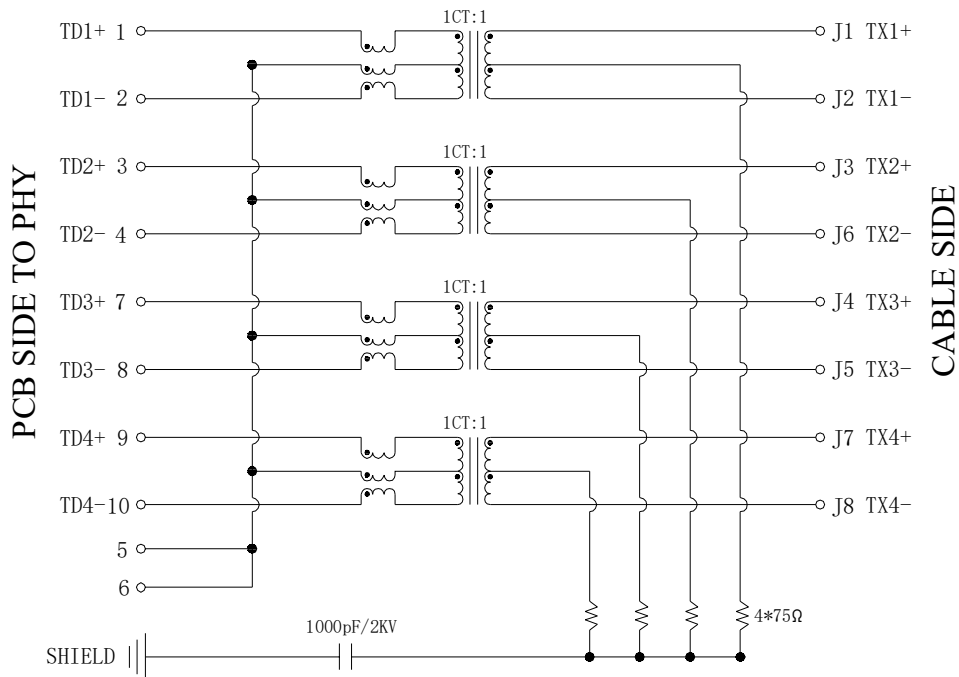 1CT:1
TD1+ 1
J1 TX1+
TD1- 2
J2 TX1-
1CT:1
TD2+ 3
J3 TX2+
TD2- 4
J6 TX2-
PCB SIDE TO PHY
CABLE SIDE
1CT:1
TD3+ 7
J4 TX3+
TD3- 8
J5 TX3-
1CT:1
TD4+ 9
J7 TX4+
TD4-10
J8 TX4-
5
6
4*75Ω
1000pF/2KV
SHIELD